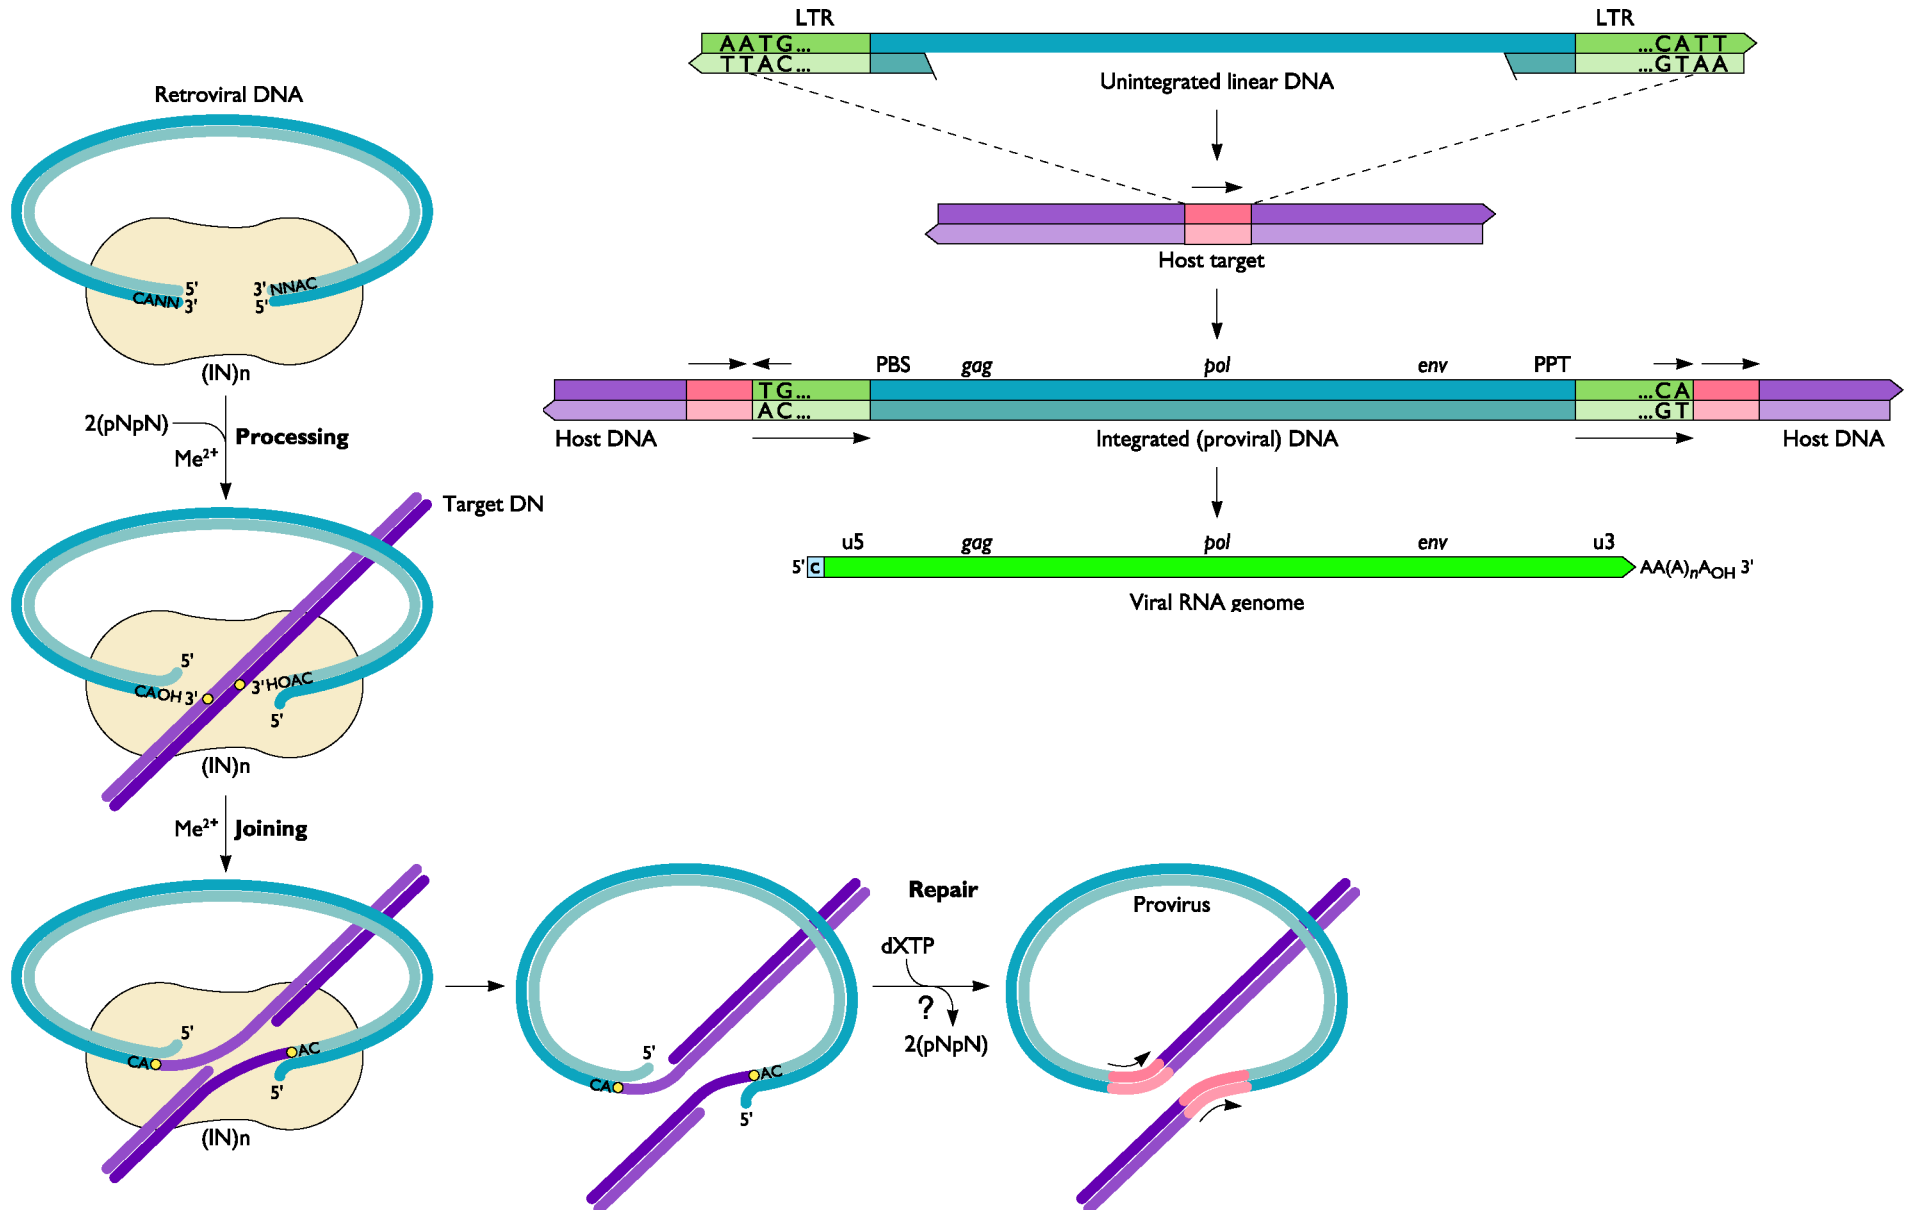 Retroviral DNA
5'
3'
CANN
3' NNAC
5'
(IN)n
2(pNpN)
Me²⁺
Processing
Target DN
5'
CAOH 3'
3'HOAC
5'
(IN)n
Me²⁺
Joining
5'
CA
AC
5'
(IN)n
5'
CA
AC
5'
Repair
dXTP
?
2(pNpN)
Provirus
LTR
LTR
AATG...
...CATT
TTAC...
...GTAA
Unintegrated linear DNA
Host target
PBS gag pol env PPT
TG...
...CA
AC...
...GT
Host DNA
Integrated (proviral) DNA
Host DNA
u5 gag pol env u3
5' c
AA(A)nAOH 3'
Viral RNA genome